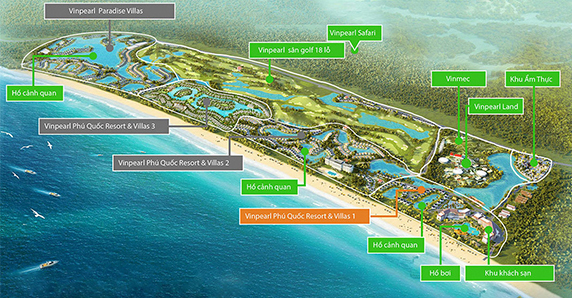 Vinpearl Paradise Villas
Vinpearl sân golf 18 lỗ
Vinpearl Safari
Vinmec
Khu Ẩm Thực
Hồ cảnh quan
Vinpearl Land
Vinpearl Phú Quốc Resort & Villas 3
Vinpearl Phú Quốc Resort & Villas 2
Hồ cảnh quan
Vinpearl Phú Quốc Resort & Villas 1
Hồ cảnh quan
Hồ bơi
Khu khách sạn